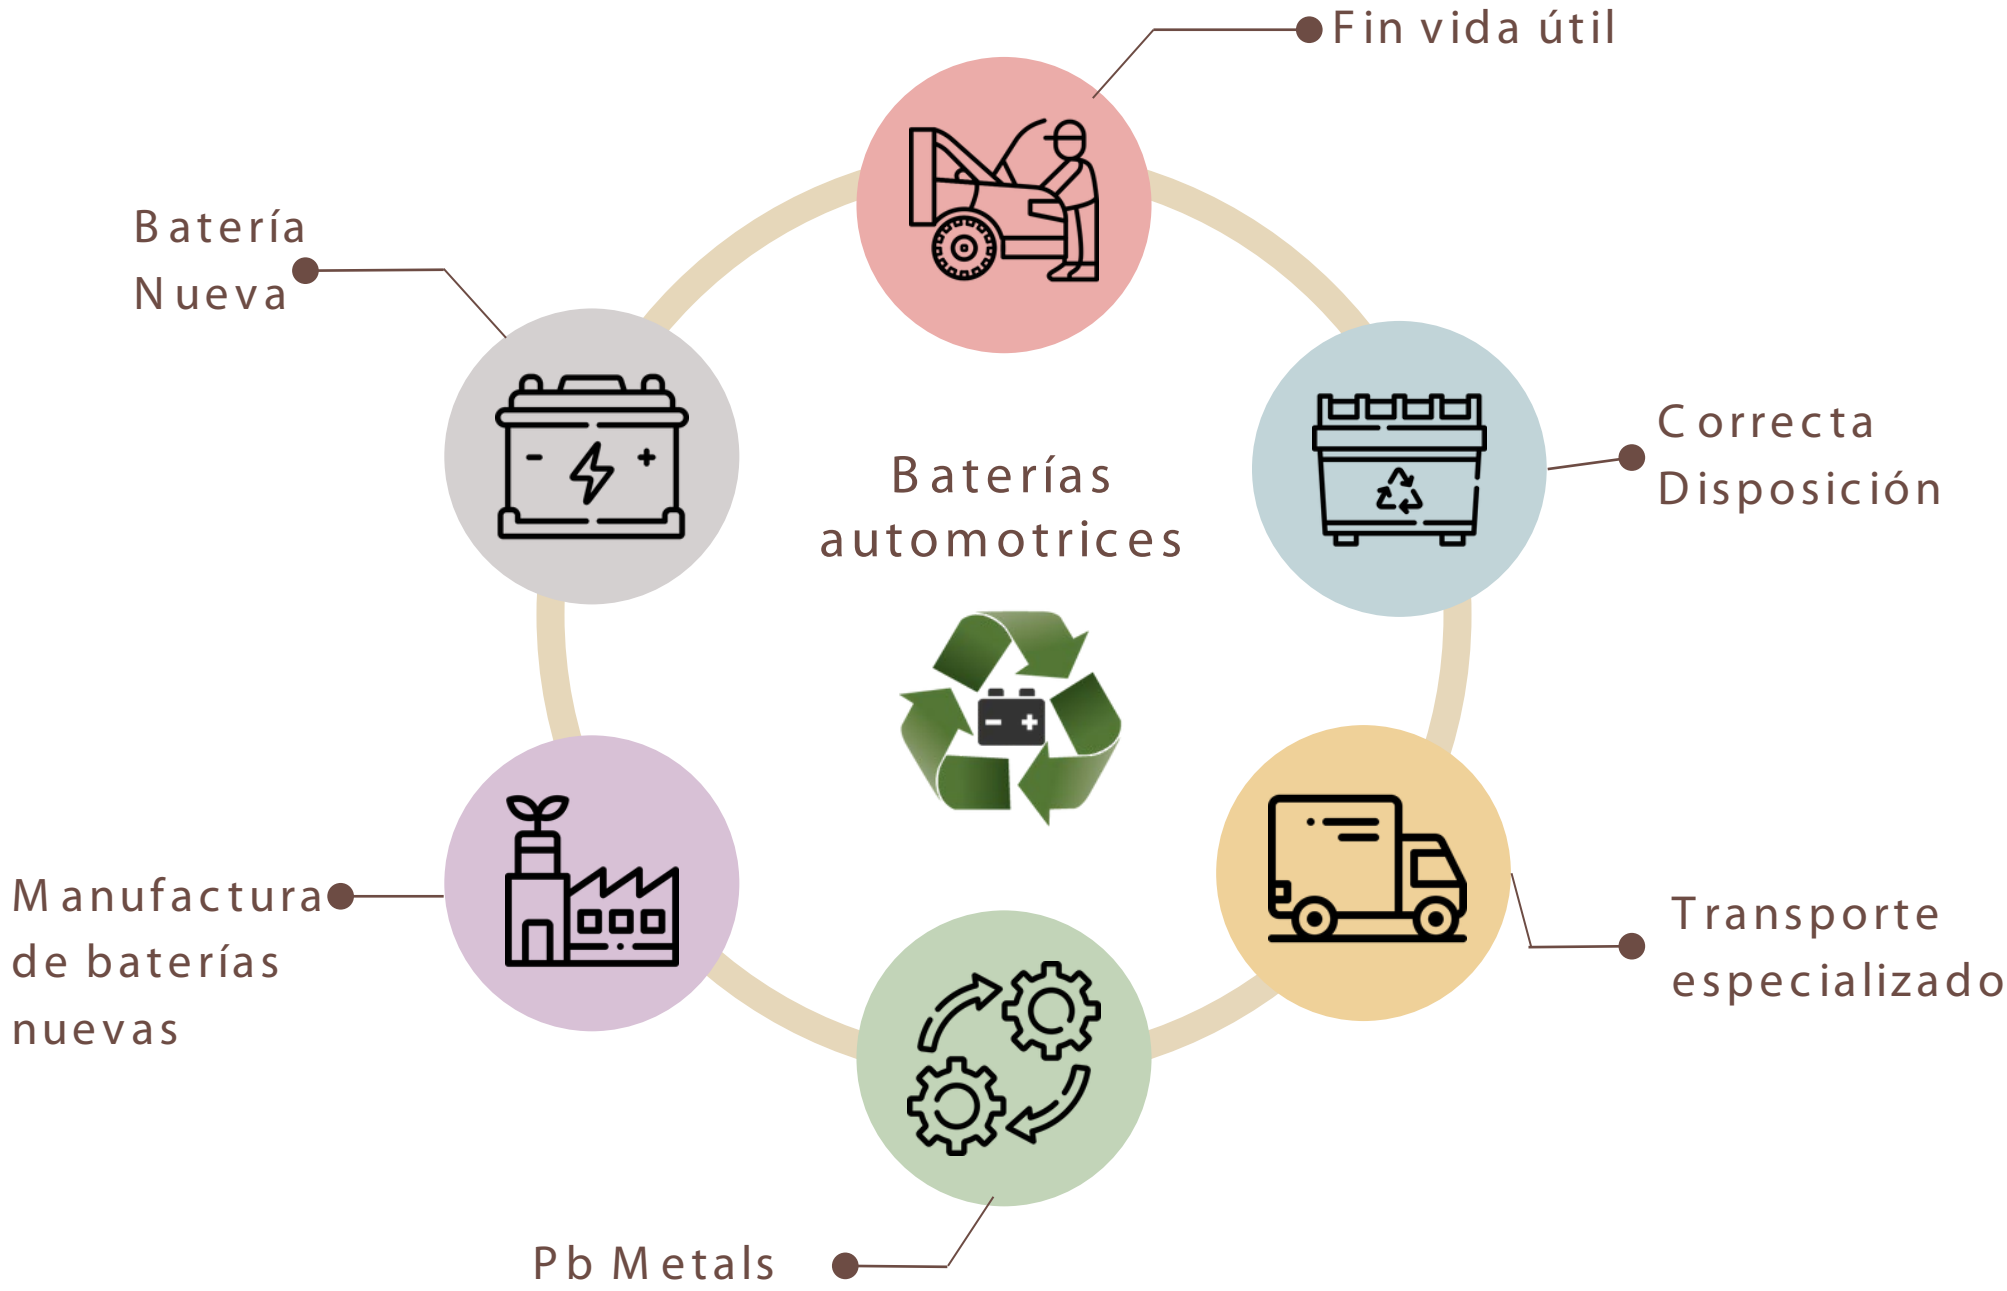 Fin vida útil
Batería
Nueva
Correcta
Disposición
Baterías
automotrices
Manufactura
de baterías
nuevas
Transporte
especializado
Pb Metals